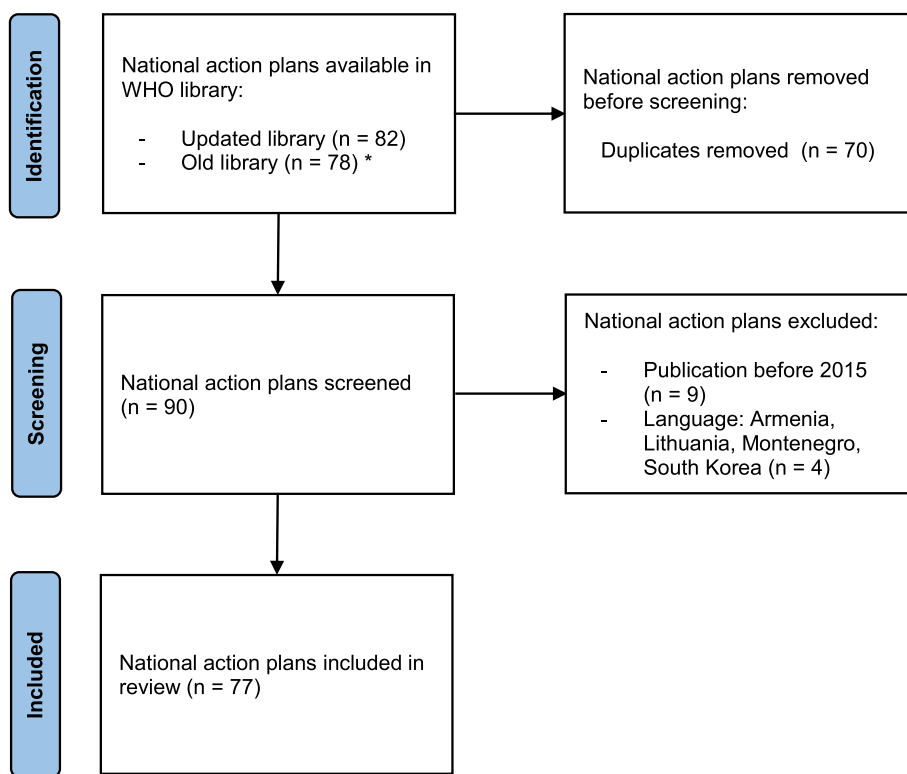 Identification
National action plans available in
WHO library:
- Updated library (n = 82)
- Old library (n = 78) *
National action plans removed
before screening:
Duplicates removed (n = 70)
Screening
National action plans screened
(n = 90)
National action plans excluded:
- Publication before 2015
(n = 9)
- Language: Armenia,
Lithuania, Montenegro,
South Korea (n = 4)
Included
National action plans included in
review (n = 77)